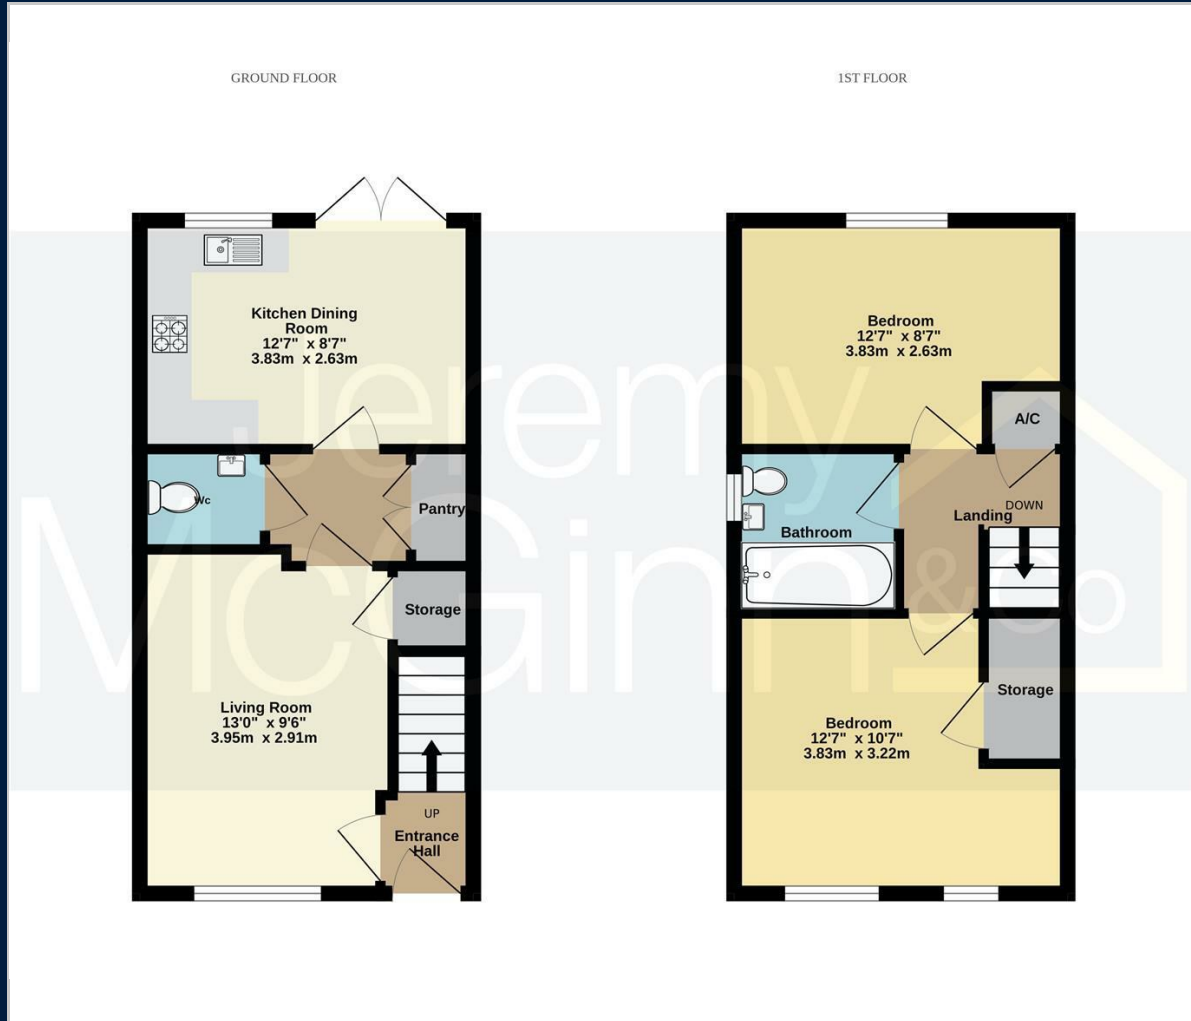 GROUND FLOOR
1ST FLOOR
Kitchen Dining
Room
12'7" x 8'7"
3.83m x 2.63m
Wc
Pantry
Storage
Living Room
13'0" x 9'6"
3.95m x 2.91m
UP
Entrance
Hall
Bedroom
12'7" x 8'7"
3.83m x 2.63m
A/C
DOWN
Landing
Bathroom
Storage
Bedroom
12'7" x 10'7"
3.83m x 3.22m
Jeremy
McGinn &Co